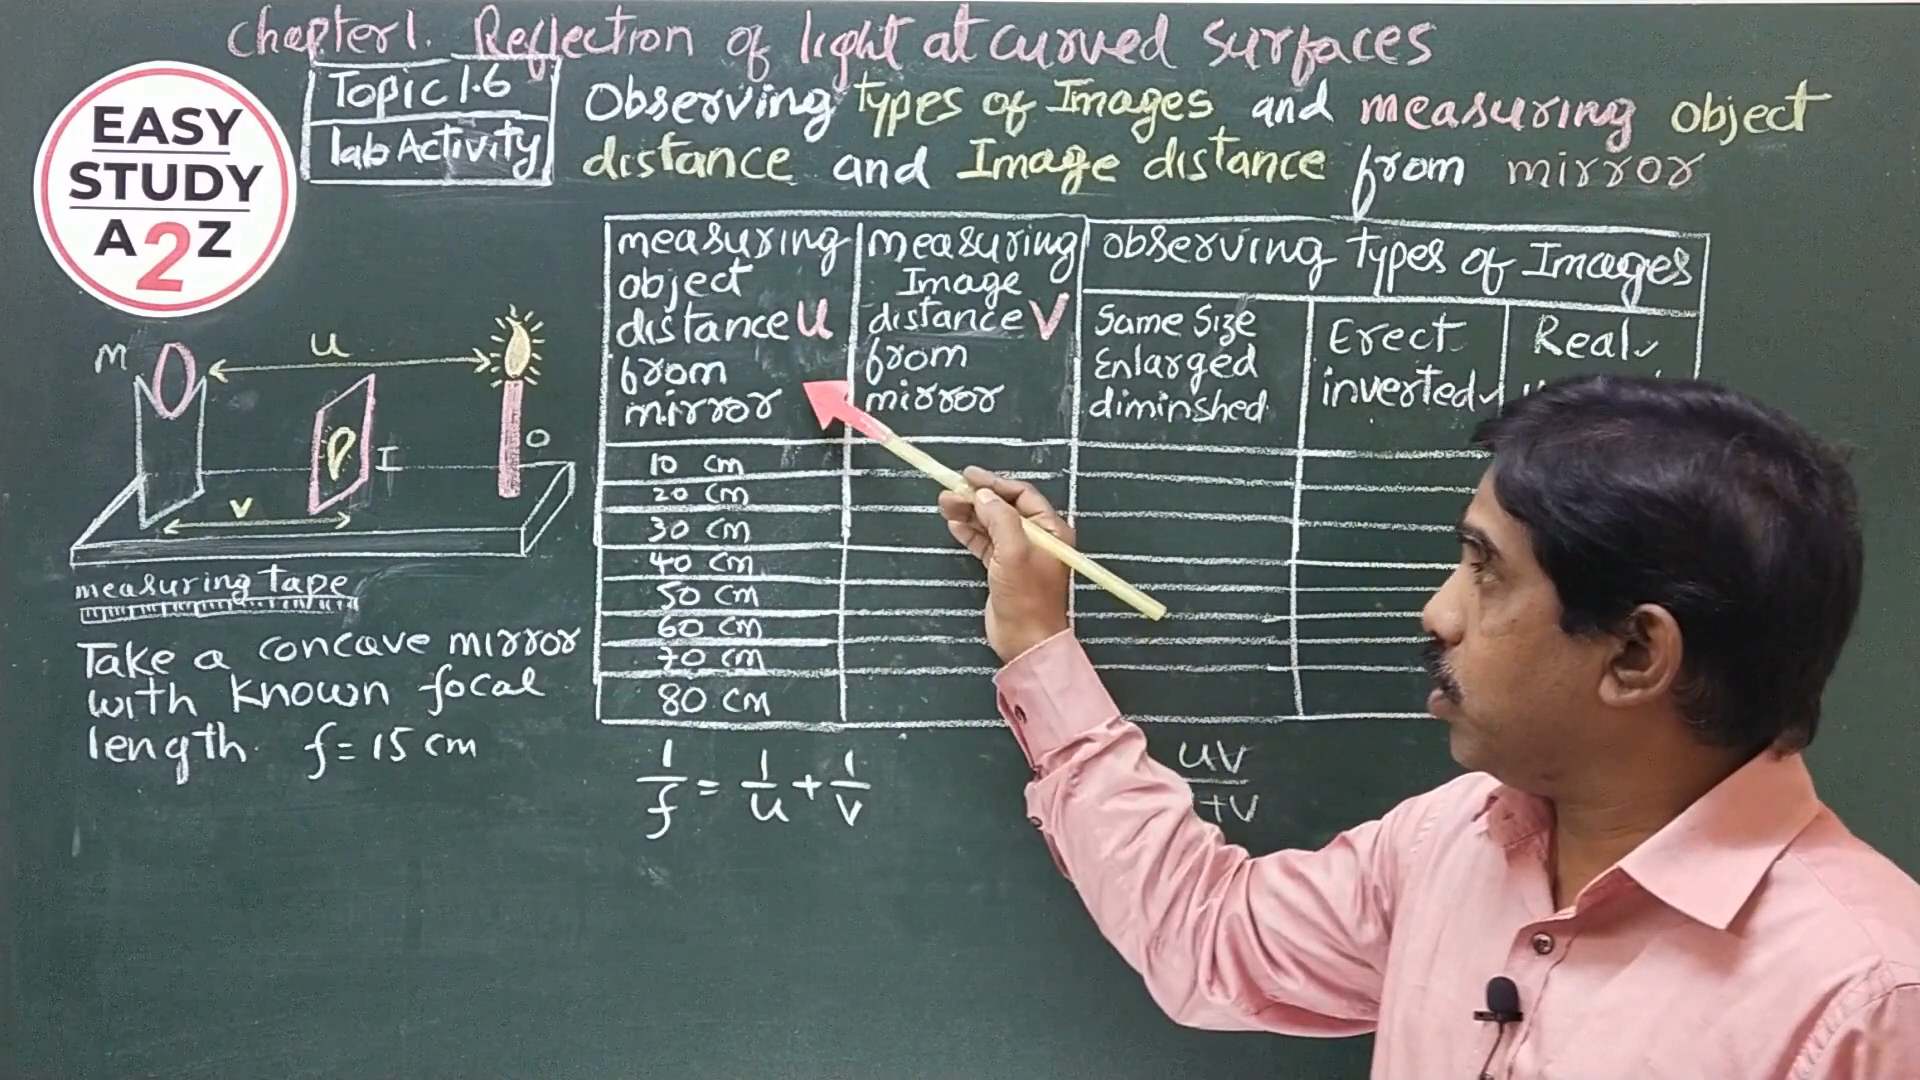 chapter 1. Reflection of light at curved surfaces
EASY
STUDY
A2Z
Topic 1.6
lab Activity
Observing types of Images and measuring object
distance and Image distance from mirror
measuring
object
distance u
from
mirror
measuring
Image
distance V
from
mirror
observing types of Images
Same Size
Enlarged
diminshed
Erect
inverted ✓
Real ✓
10 cm
20 cm
30 cm
40 cm
50 cm
60 cm
70 cm
80 cm
M
u
O
I
v
measuring tape
Take a concave mirror
with known focal
length f = 15 cm
1/f = 1/u + 1/v
uv
+v